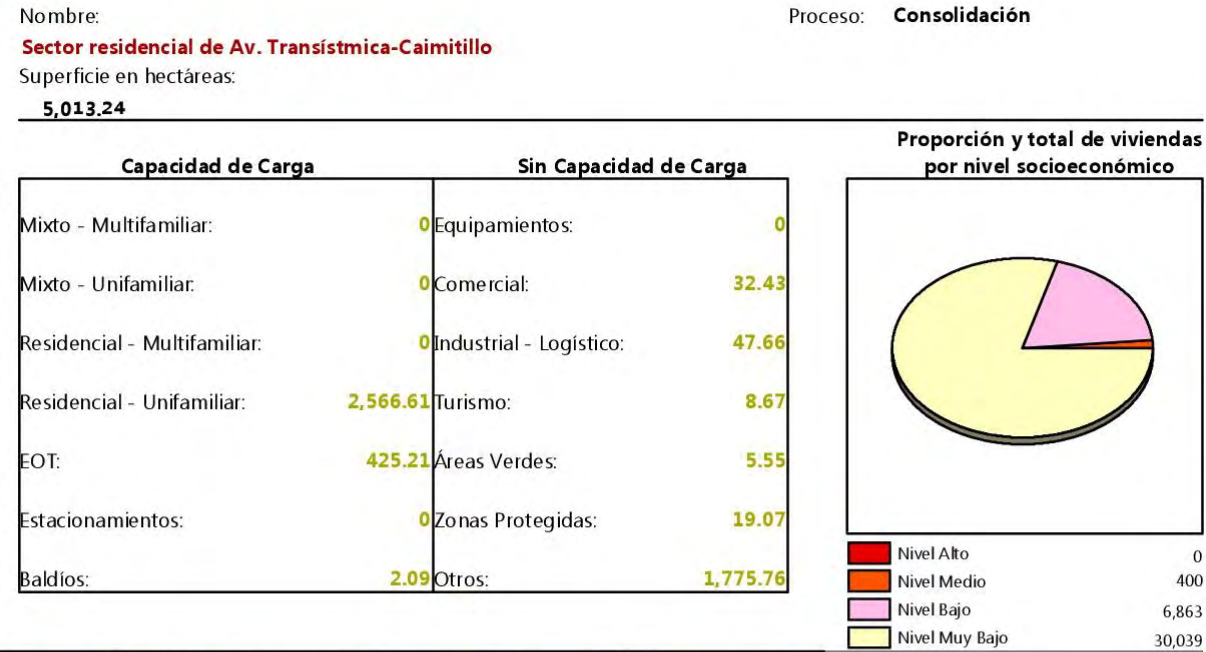 Nombre:
Proceso: Consolidación
Sector residencial de Av. Transístmica-Caimitillo
Superficie en hectáreas:
5,013.24
Capacidad de Carga
Sin Capacidad de Carga
Proporción y total de viviendas
por nivel socioeconómico
Mixto - Multifamiliar: 0
Mixto - Unifamiliar: 0
Residencial - Multifamiliar: 0
Residencial - Unifamiliar: 2,566.61
EOT: 425.21
Estacionamientos: 0
Baldíos: 2.09
Equipamientos: 0
Comercial: 32.43
Industrial - Logístico: 47.66
Turismo: 8.67
Áreas Verdes: 5.55
Zonas Protegidas: 19.07
Otros: 1,775.76
Nivel Alto 0
Nivel Medio 400
Nivel Bajo 6,863
Nivel Muy Bajo 30,039